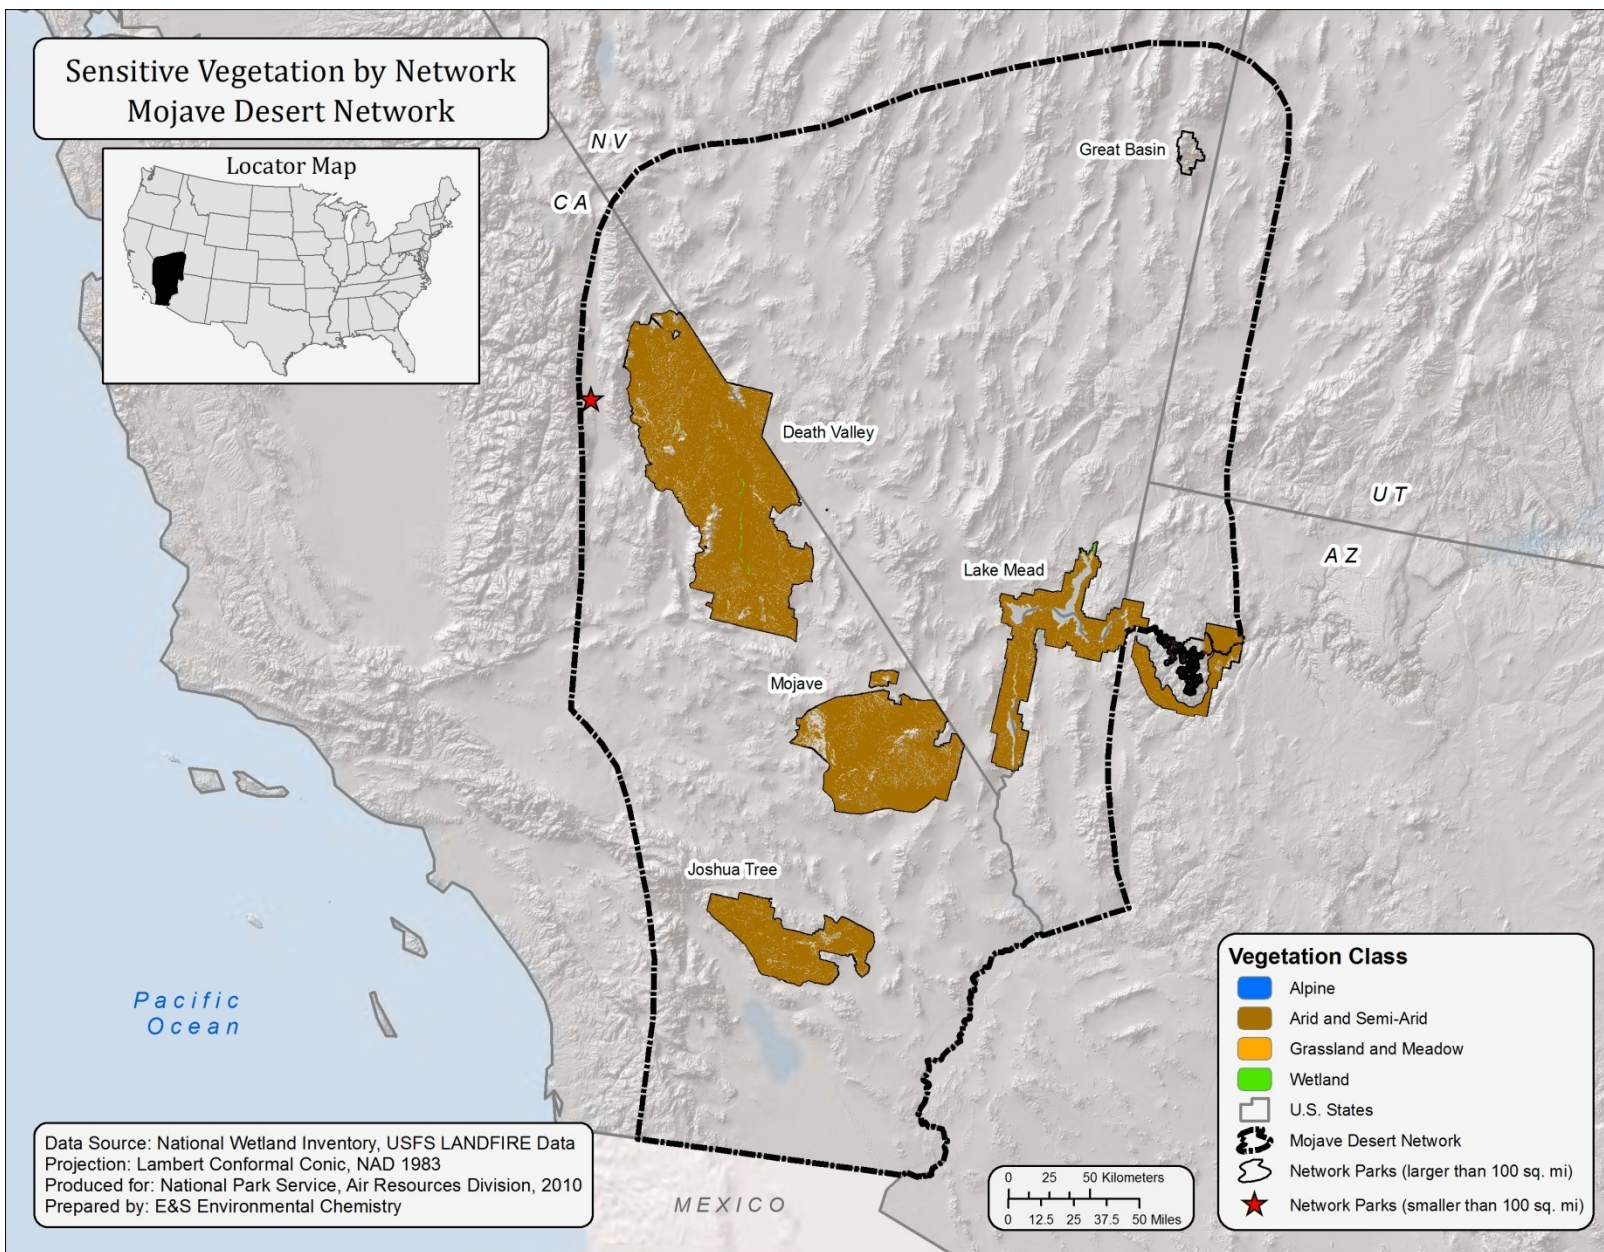 Sensitive Vegetation by Network
Mojave Desert Network
Locator Map
N V
C A
Great Basin
Death Valley
U T
A Z
Lake Mead
Mojave
Joshua Tree
Pacific
Ocean
MEXICO
Vegetation Class
Alpine
Arid and Semi-Arid
Grassland and Meadow
Wetland
U.S. States
Mojave Desert Network
Network Parks (larger than 100 sq. mi)
Network Parks (smaller than 100 sq. mi)
Data Source: National Wetland Inventory, USFS LANDFIRE Data
Projection: Lambert Conformal Conic, NAD 1983
Produced for: National Park Service, Air Resources Division, 2010
Prepared by: E&S Environmental Chemistry
0 25 50 Kilometers
0 12.5 25 37.5 50 Miles